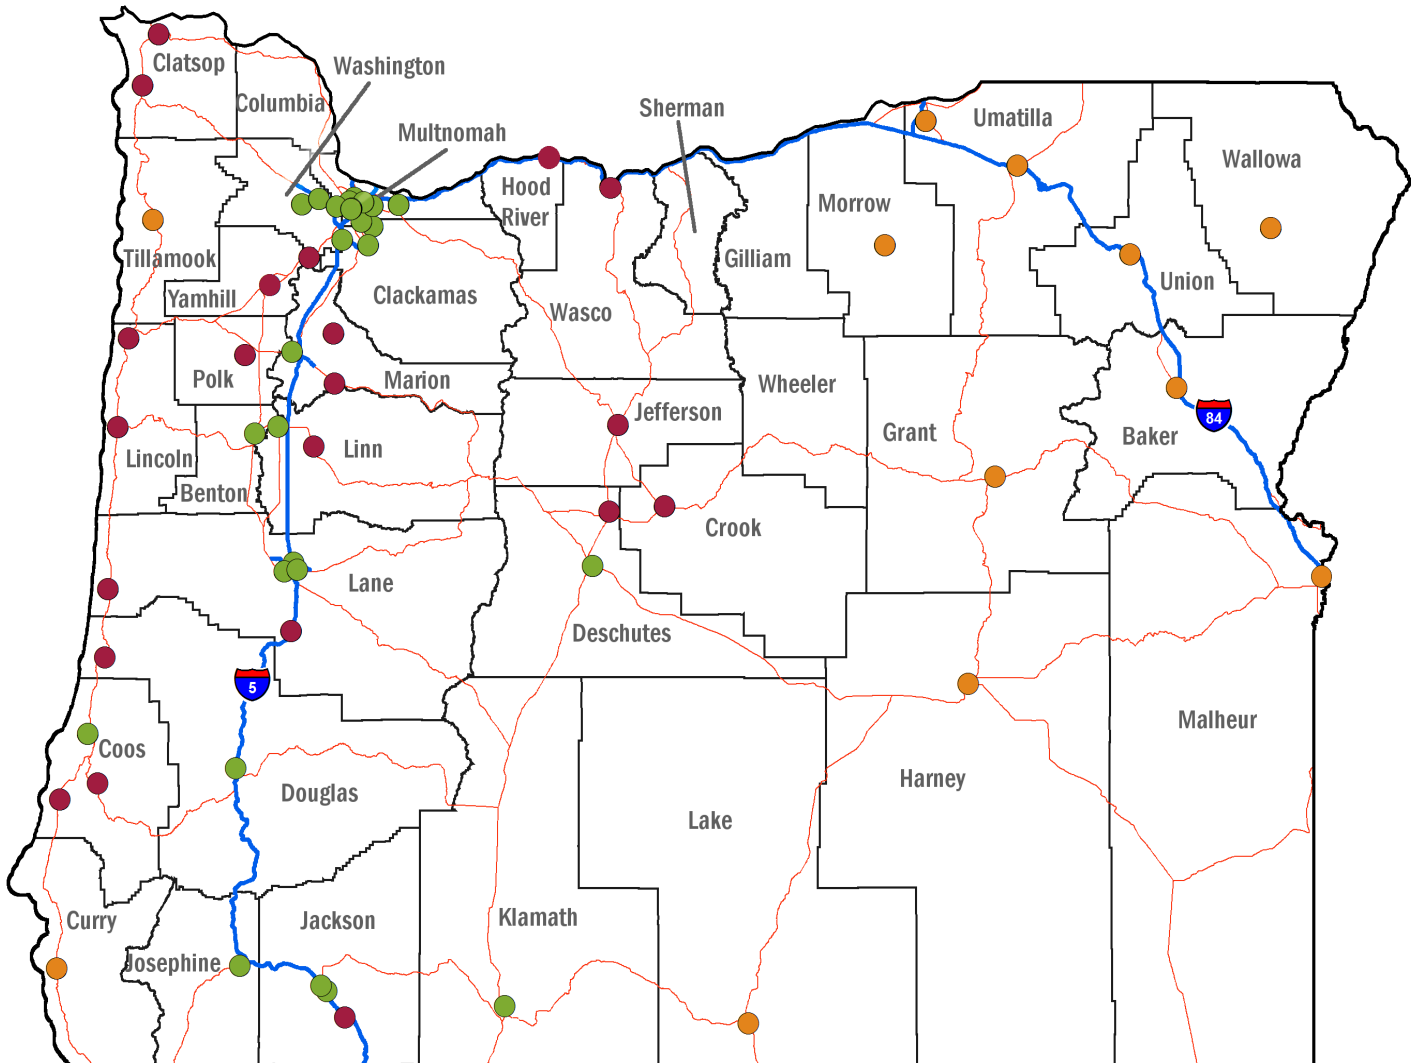 Clatsop
Washington
Columbia
Sherman
Multnomah
Umatilla
Wallowa
Hood
River
Morrow
Tillamook
Gilliam
Union
Yamhill
Clackamas
Wasco
Polk
Marion
Wheeler
Jefferson
84
Grant
Baker
Lincoln
Linn
Benton
Crook
Lane
Deschutes
5
Malheur
Coos
Douglas
Harney
Lake
Curry
Jackson
Klamath
Josephine